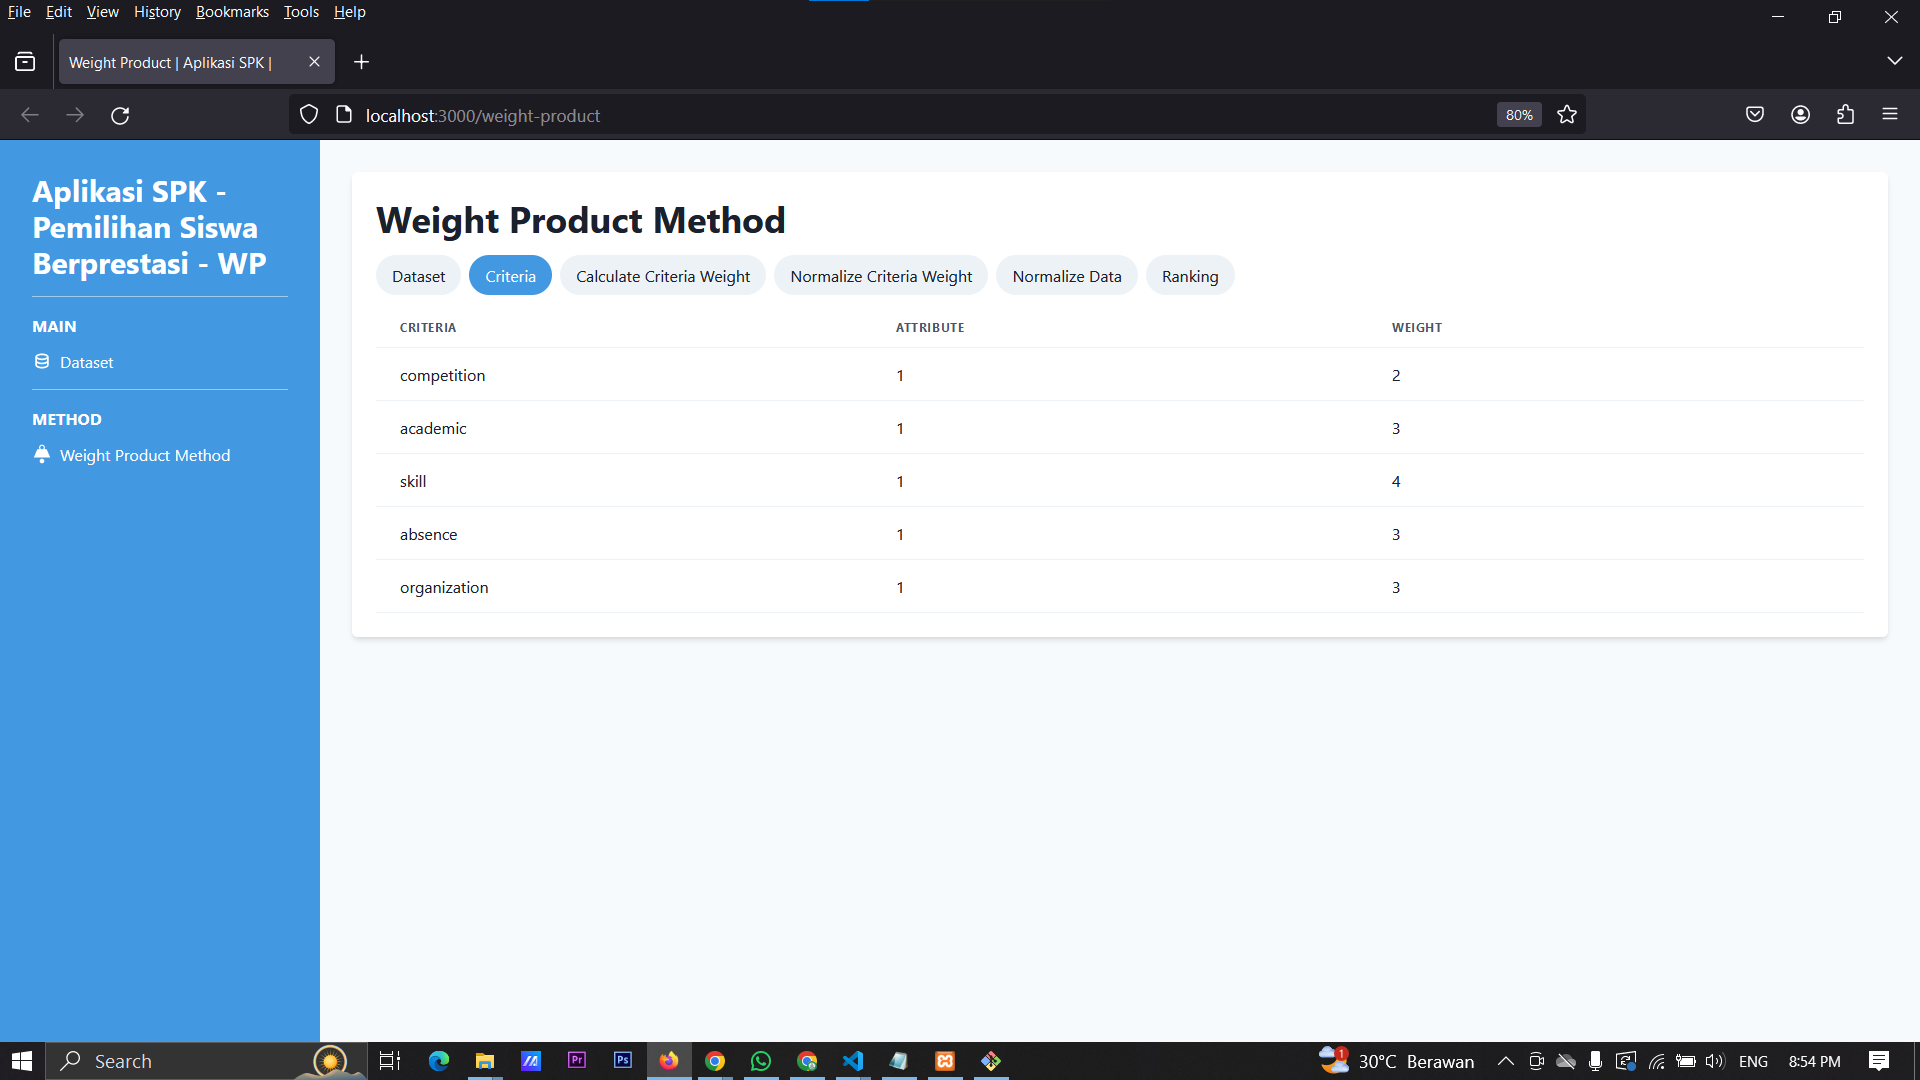 File Edit View History Bookmarks Tools Help
Weight Product | Aplikasi SPK |
localhost:3000/weight-product
80%
Aplikasi SPK -
Pemilihan Siswa
Berprestasi - WP
MAIN
Dataset
METHOD
Weight Product Method
Weight Product Method
Dataset Criteria Calculate Criteria Weight Normalize Criteria Weight Normalize Data Ranking
CRITERIA ATTRIBUTE WEIGHT
competition 1 2
academic 1 3
skill 1 4
absence 1 3
organization 1 3
Search
Pr
Ps
1
30°C Berawan
ENG
8:54 PM